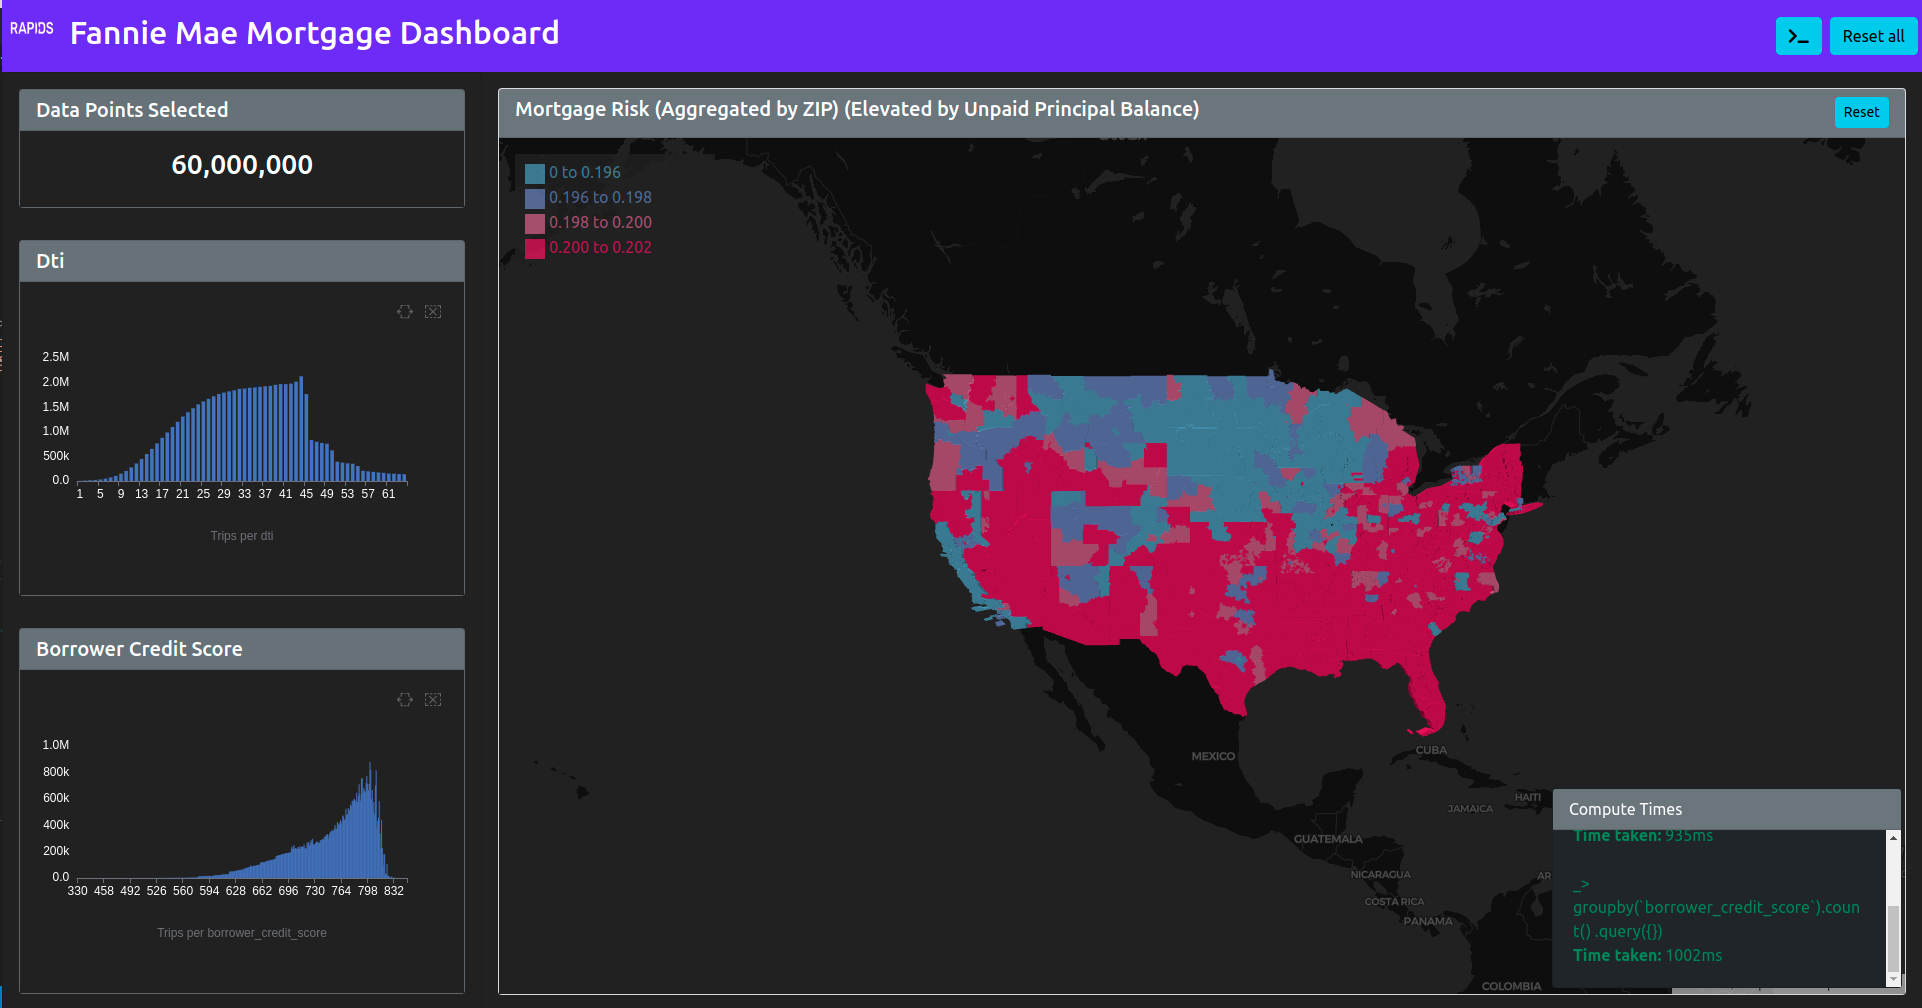 RAPIDS
Fannie Mae Mortgage Dashboard
>_
Reset all
Data Points Selected
60,000,000
Dti
2.5M
2.0M
1.5M
1.0M
500k
0.0
1 5 9 13 17 21 25 29 33 37 41 45 49 53 57 61
Trips per dti
Borrower Credit Score
1.0M
800k
600k
400k
200k
0.0
330 458 492 526 560 594 628 662 696 730 764 798 832
Trips per borrower_credit_score
Mortgage Risk (Aggregated by ZIP) (Elevated by Unpaid Principal Balance)
Reset
0 to 0.196
0.196 to 0.198
0.198 to 0.200
0.200 to 0.202
MEXICO
CUBA
HAITI
JAMAICA
GUATEMALA
NICARAGUA
COSTA RICA
PANAMA
COLOMBIA
Compute Times
Time taken: 935ms
_>
groupby(`borrower_credit_score`).coun
t() .query({})
Time taken: 1002ms